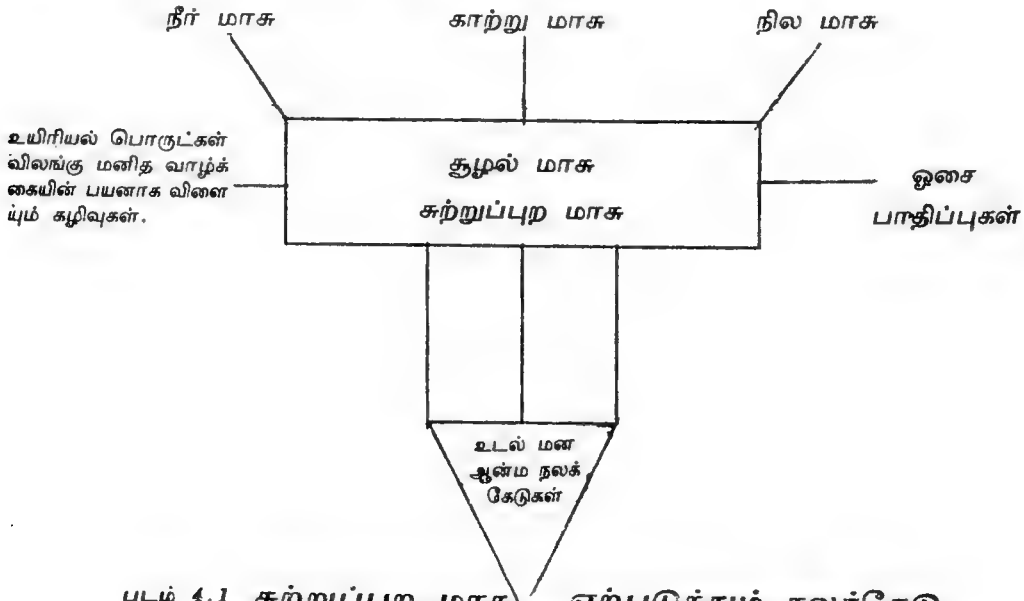 நீர் மாசு
காற்று மாசு
நில மாசு
உயிரியல் பொருட்கள்
விலங்கு மனித வாழ்க்
கையின் பயனாக விளை
யும் கழிவுகள்.
சூழல் மாசு
சுற்றுப்புற மாசு
ஓசை
பாதிப்புகள்
உடல் மன
ஆன்ம நலக்
கேடுகள்
படம் 4.1 சுற்றுப்புற மாசு ஏற்படுத்தும் நலக்கேடு